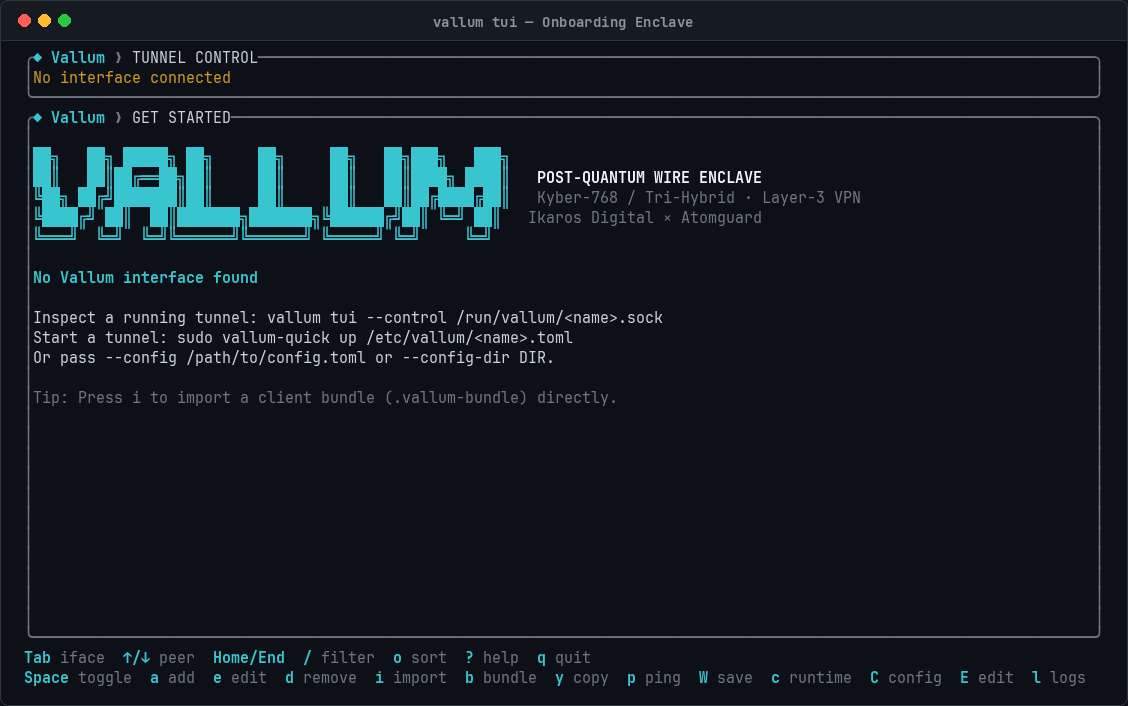 vallum tui — Onboarding Enclave
◆ Vallum ❯ TUNNEL CONTROL
No interface connected
◆ Vallum ❯ GET STARTED
VALLUM
POST-QUANTUM WIRE ENCLAVE
Kyber-768 / Tri-Hybrid · Layer-3 VPN
Ikaros Digital × Atomguard
No Vallum interface found
Inspect a running tunnel: vallum tui --control /run/vallum/<name>.sock
Start a tunnel: sudo vallum-quick up /etc/vallum/<name>.toml
Or pass --config /path/to/config.toml or --config-dir DIR.
Tip: Press i to import a client bundle (.vallum-bundle) directly.
Tab iface ↑/↓ peer Home/End / filter o sort ? help q quit
Space toggle a add e edit d remove i import b bundle y copy p ping W save c runtime C config E edit l logs